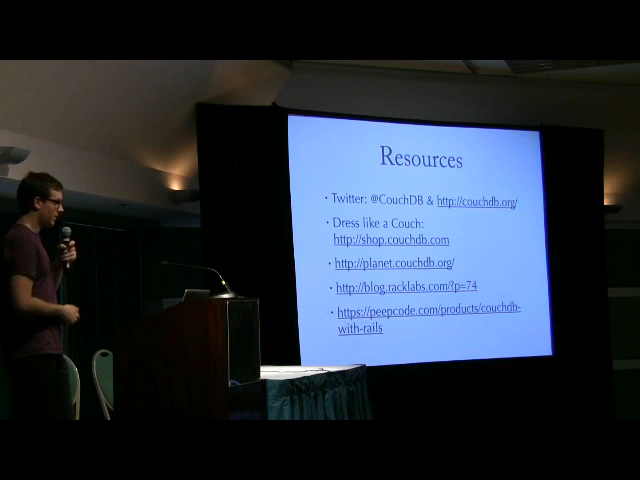 Resources
· Twitter: @CouchDB & http://couchdb.org/
· Dress like a Couch:
http://shop.couchdb.com
· http://planet.couchdb.org/
· http://blog.racklabs.com/?p=74
· https://peepcode.com/products/couchdb-
with-rails